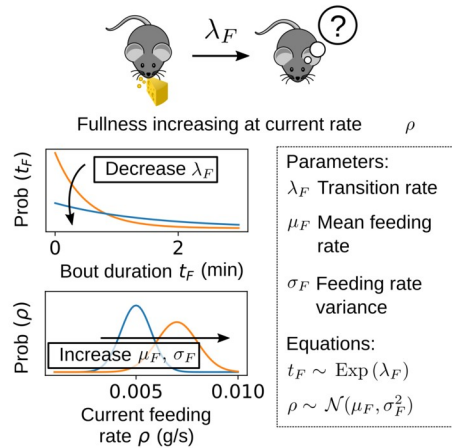 λ_F
?
Fullness increasing at current rate ρ
Prob (t_F)
Decrease λ_F
0 2
Bout duration t_F (min)
Prob (ρ)
Increase μ_F, σ_F
0.005 0.010
Current feeding
rate ρ (g/s)
Parameters:
λ_F Transition rate
μ_F Mean feeding
rate
σ_F Feeding rate
variance
Equations:
t_F ∼ Exp (λ_F)
ρ ∼ 𝒩(μ_F, σ_F^2)